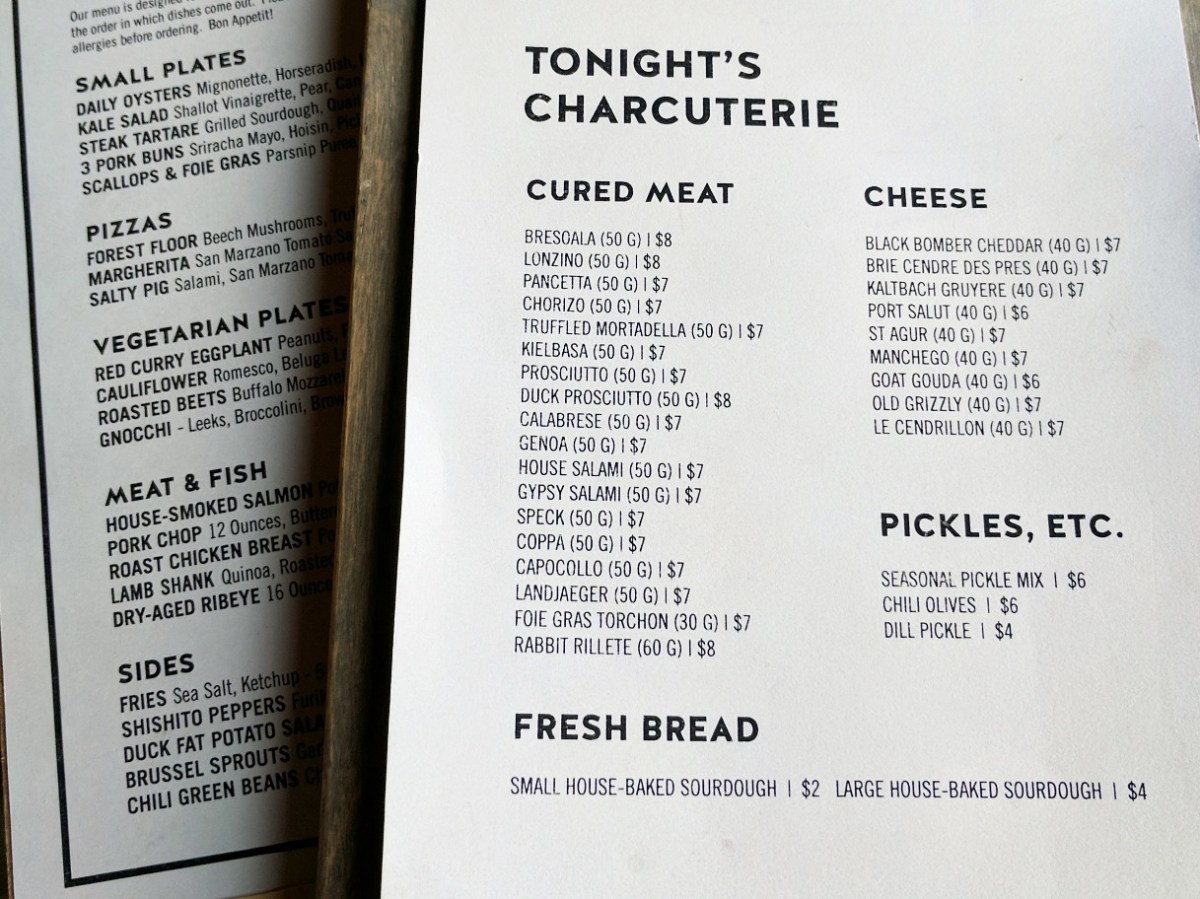 Our menu is designed
the order in which dishes come out.
allergies before ordering. Bon Appetit!
SMALL PLATES
DAILY OYSTERS Mignonette, Horseradish,
KALE SALAD Shallot Vinaigrette, Pear,
STEAK TARTARE Grilled Sourdough,
3 PORK BUNS Sriracha Mayo, Hoisin,
SCALLOPS & FOIE GRAS Parsnip Puree
PIZZAS
FOREST FLOOR Beech Mushrooms,
MARGHERITA San Marzano Tomato
SALTY PIG Salami, San Marzano
VEGETARIAN PLATES
RED CURRY EGGPLANT Peanuts,
CAULIFLOWER Romesco, Beluga
ROASTED BEETS Buffalo
GNOCCHI - Leeks, Broccolini,
MEAT & FISH
HOUSE-SMOKED SALMON
PORK CHOP 12 Ounces,
ROAST CHICKEN BREAST
LAMB SHANK Quinoa, Roasted
DRY-AGED RIBEYE 16
SIDES
FRIES Sea Salt, Ketchup -
SHISHITO PEPPERS
DUCK FAT POTATO
BRUSSEL SPROUTS
CHILI GREEN BEANS
TONIGHT'S
CHARCUTERIE
CURED MEAT
BRESOALA (50 G) | $8
LONZINO (50 G) | $8
PANCETTA (50 G) | $7
CHORIZO (50 G) | $7
TRUFFLED MORTADELLA (50 G) | $7
KIELBASA (50 G) | $7
PROSCIUTTO (50 G) | $7
DUCK PROSCIUTTO (50 G) | $8
CALABRESE (50 G) | $7
GENOA (50 G) | $7
HOUSE SALAMI (50 G) | $7
GYPSY SALAMI (50 G) | $7
SPECK (50 G) | $7
COPPA (50 G) | $7
CAPOCOLLO (50 G) | $7
LANDJAEGER (50 G) | $7
FOIE GRAS TORCHON (30 G) | $7
RABBIT RILLETE (60 G) | $8
CHEESE
BLACK BOMBER CHEDDAR (40 G) | $7
BRIE CENDRE DES PRES (40 G) | $7
KALTBACH GRUYERE (40 G) | $7
PORT SALUT (40 G) | $6
ST AGUR (40 G) | $7
MANCHEGO (40 G) | $7
GOAT GOUDA (40 G) | $6
OLD GRIZZLY (40 G) | $7
LE CENDRILLON (40 G) | $7
PICKLES, ETC.
SEASONAL PICKLE MIX | $6
CHILI OLIVES | $6
DILL PICKLE | $4
FRESH BREAD
SMALL HOUSE-BAKED SOURDOUGH | $2 LARGE HOUSE-BAKED SOURDOUGH | $4